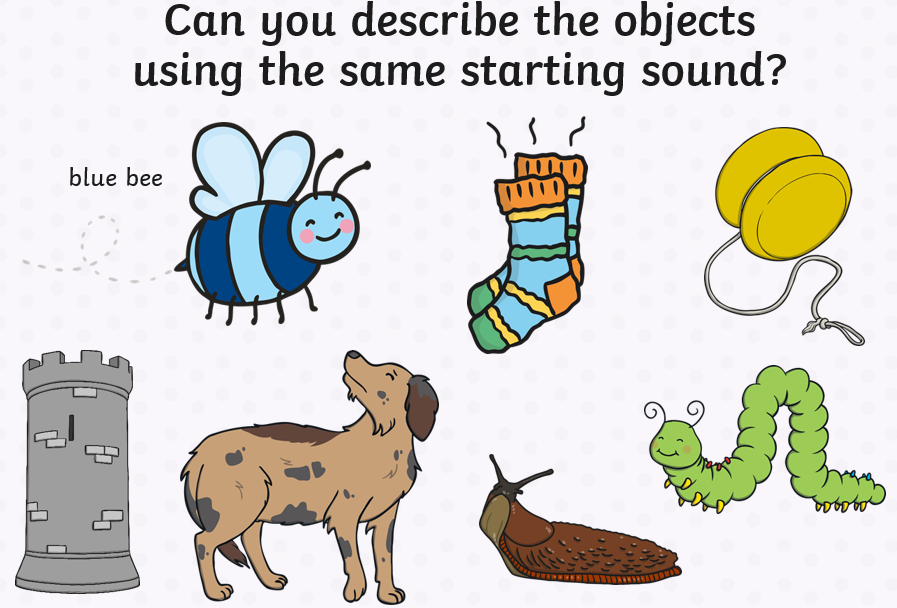 Can you describe the objects
using the same starting sound?
blue bee